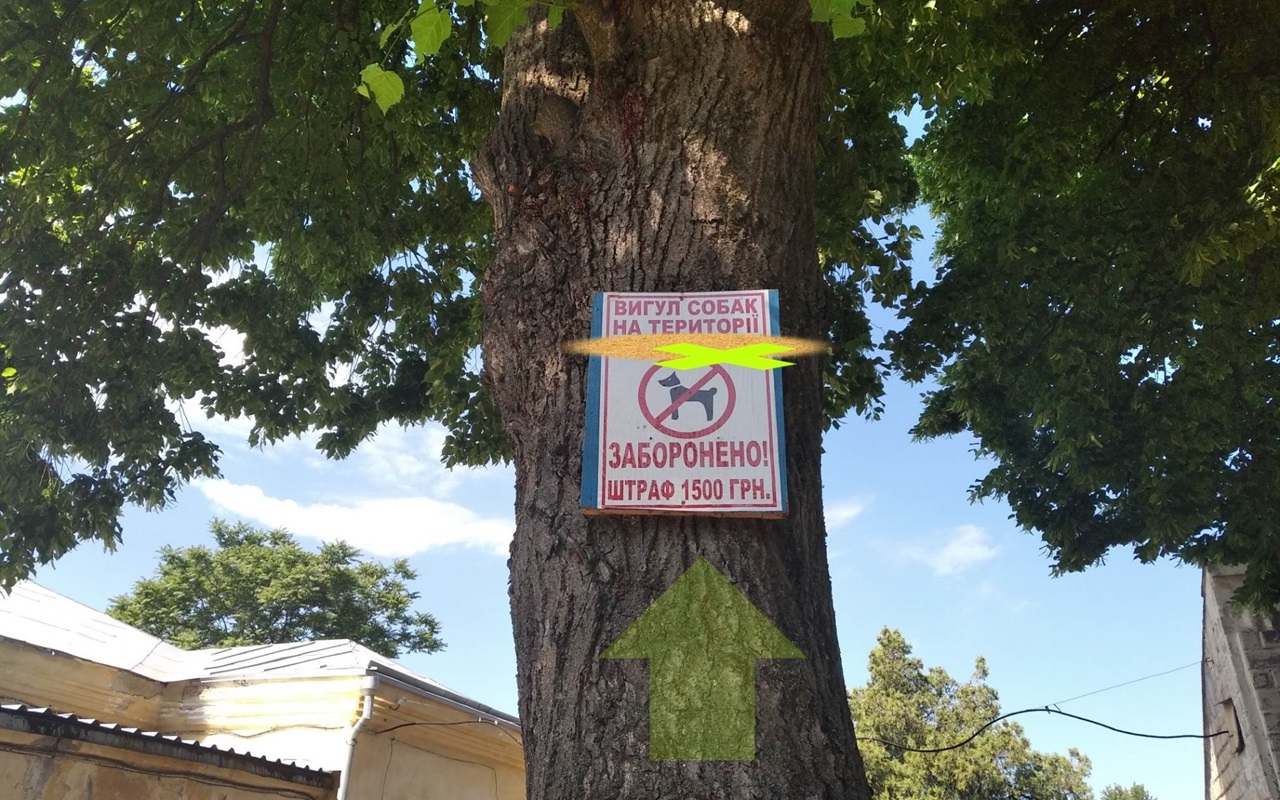 ВИГУЛ СОБАК
НА ТЕРИТОРІЇ
ЗАБОРОНЕНО!
ШТРАФ 1500 ГРН.